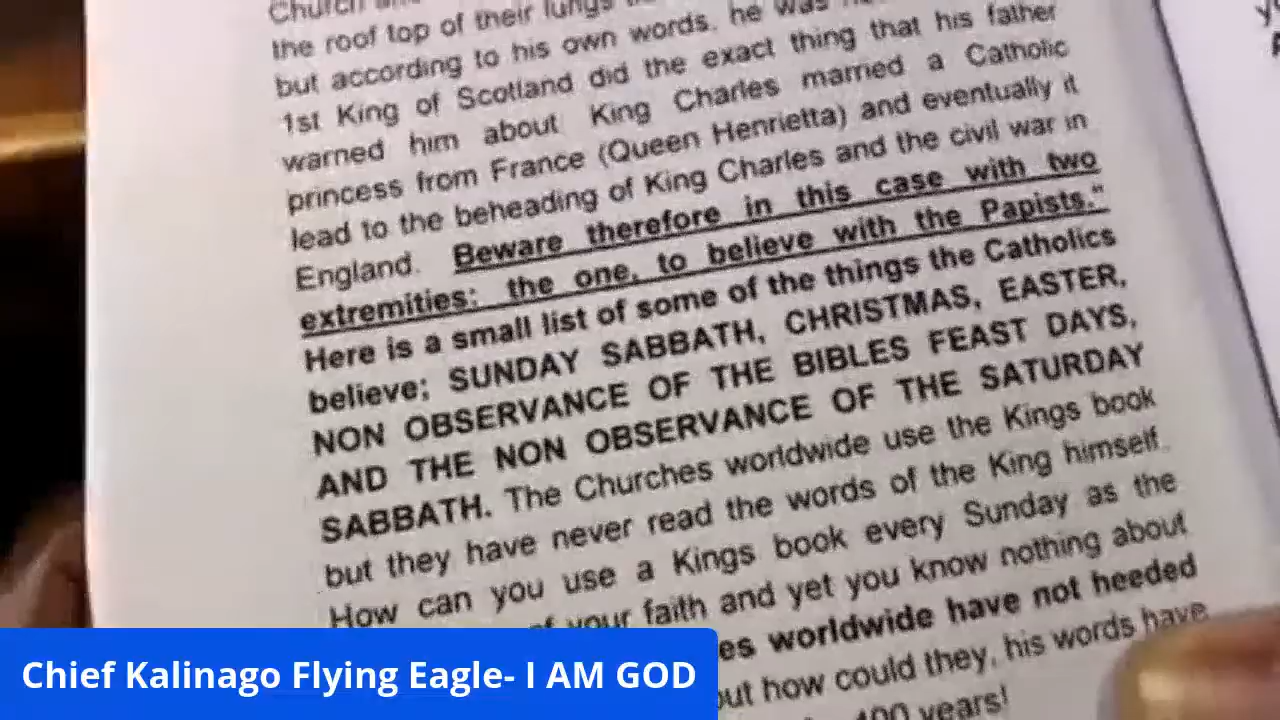 Church
the roof top of their lungs
but according to his own words, he was
1st King of Scotland did the exact thing that his father
warned him about King Charles married a Catholic
princess from France (Queen Henrietta) and eventually it
lead to the beheading of King Charles and the civil war in
England. Beware therefore in this case with two
extremities; the one, to believe with the Papists."
Here is a small list of some of the things the Catholics
believe; SUNDAY SABBATH, CHRISTMAS, EASTER,
NON OBSERVANCE OF THE BIBLES FEAST DAYS,
AND THE NON OBSERVANCE OF THE SATURDAY
SABBATH. The Churches worldwide use the Kings book
but they have never read the words of the King himself.
How can you use a Kings book every Sunday as the
of your faith and yet you know nothing about
es worldwide have not heeded
but how could they, his words have
400 years!
Chief Kalinago Flying Eagle- I AM GOD